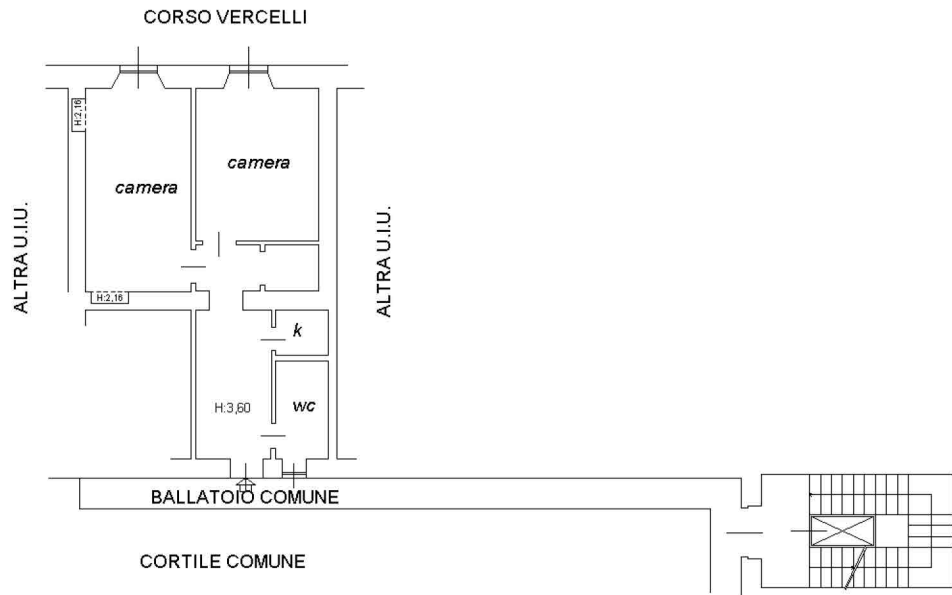 CORSO VERCELLI
H:2,16
camera
camera
ALTRA U.I.U.
ALTRA U.I.U.
H:2,16
k
H:3,60
wc
BALLATOIO COMUNE
CORTILE COMUNE